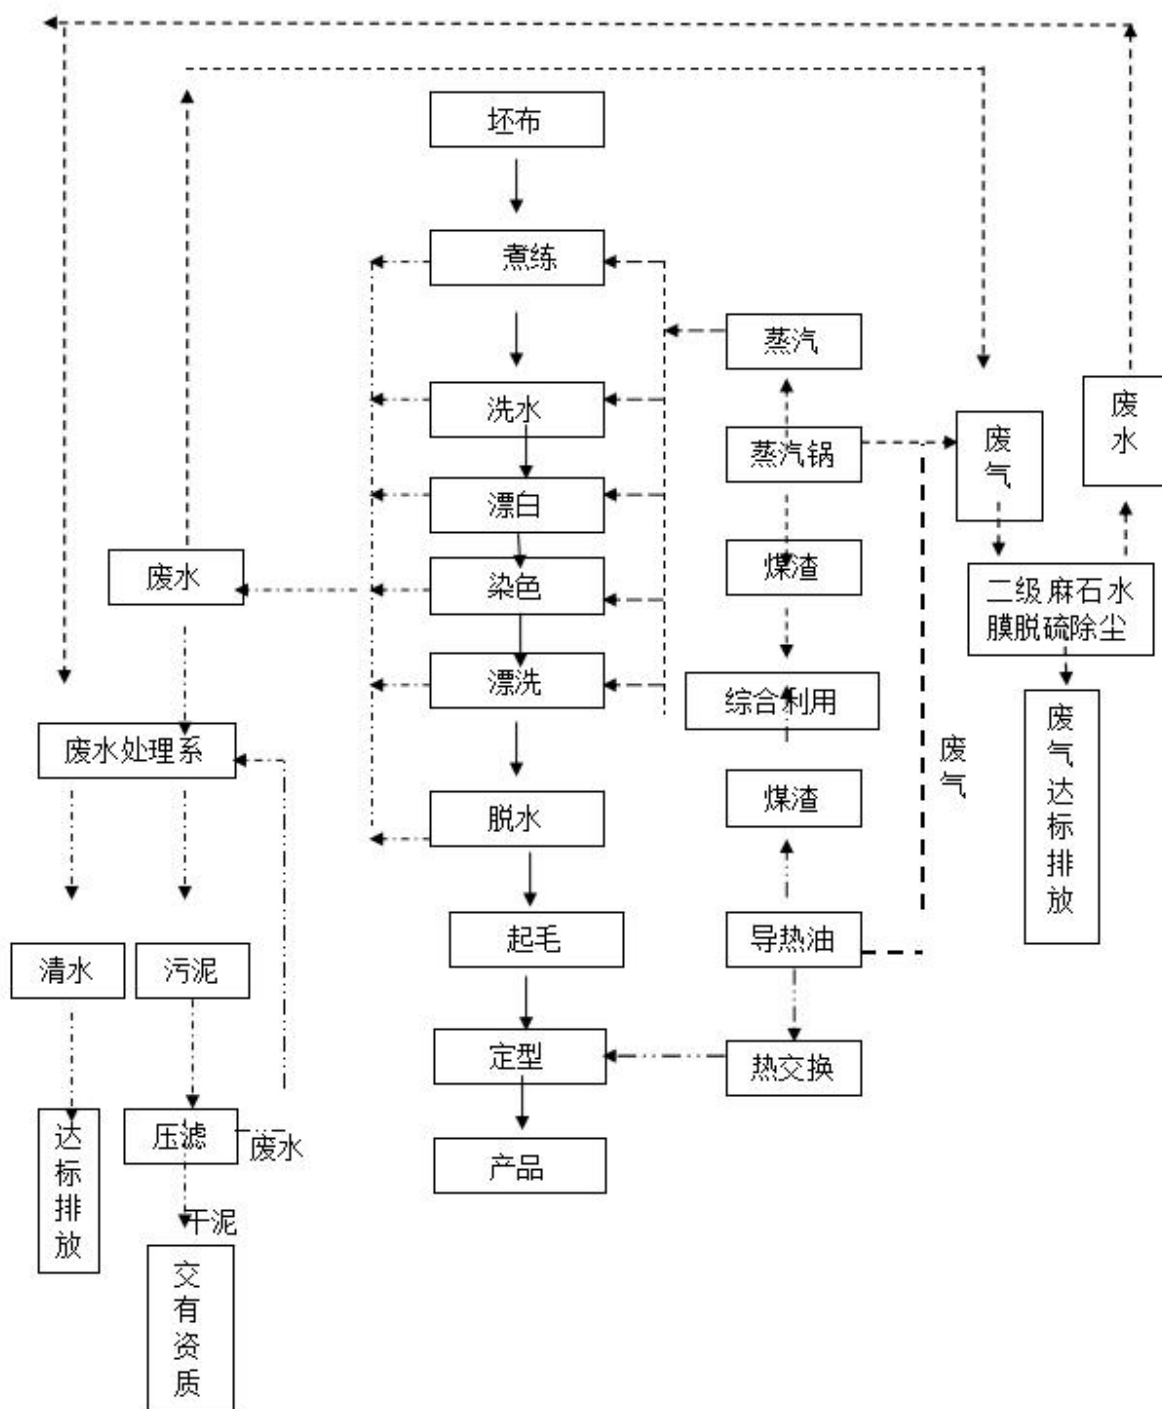 坯布
煮练
蒸汽
洗水
废水
蒸汽锅
废气
漂白
废水
煤渣
染色
二级麻石水
膜脱硫除尘
漂洗
综合利用
废水处理系
废气
废气达标排放
脱水
煤渣
起毛
导热油
清水
污泥
定型
热交换
达标排放
压滤
废水
产品
干泥
交有资质